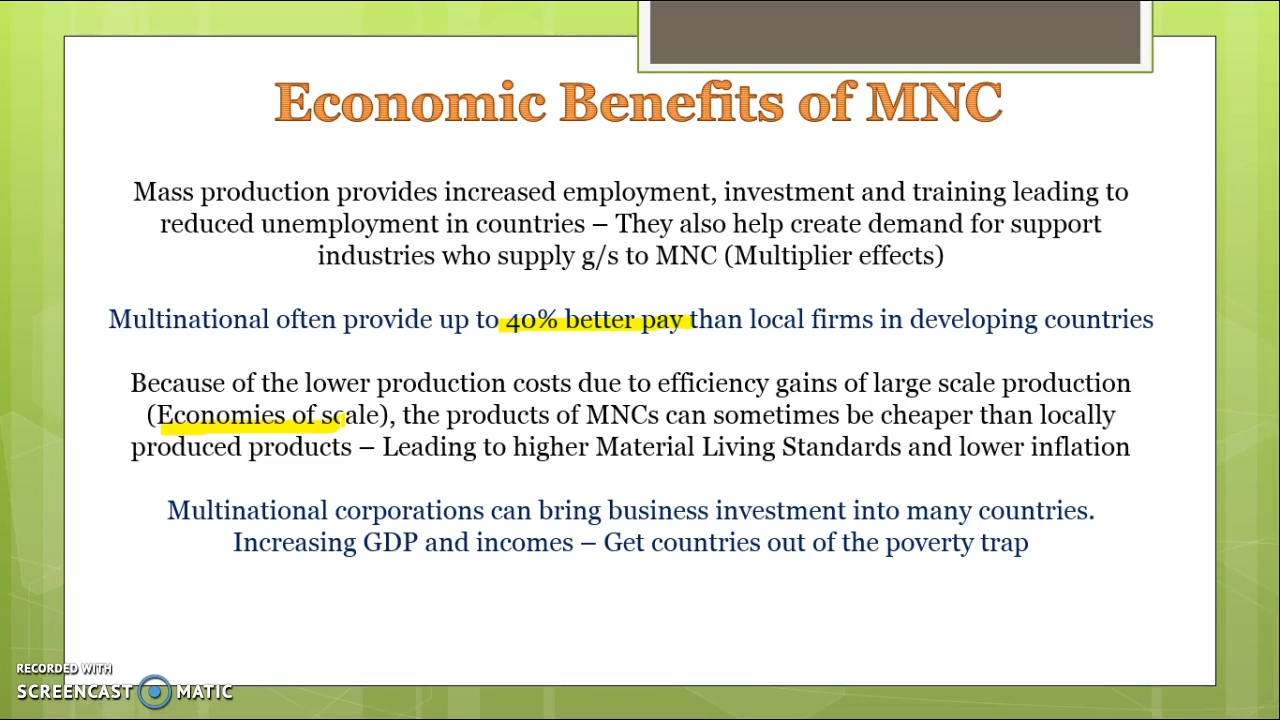 Economic Benefits of MNC
Mass production provides increased employment, investment and training leading to
reduced unemployment in countries – They also help create demand for support
industries who supply g/s to MNC (Multiplier effects)
Multinational often provide up to 40% better pay than local firms in developing countries
Because of the lower production costs due to efficiency gains of large scale production
(Economies of scale), the products of MNCs can sometimes be cheaper than locally
produced products – Leading to higher Material Living Standards and lower inflation
Multinational corporations can bring business investment into many countries.
Increasing GDP and incomes – Get countries out of the poverty trap
RECORDED WITH
SCREENCAST MATIC